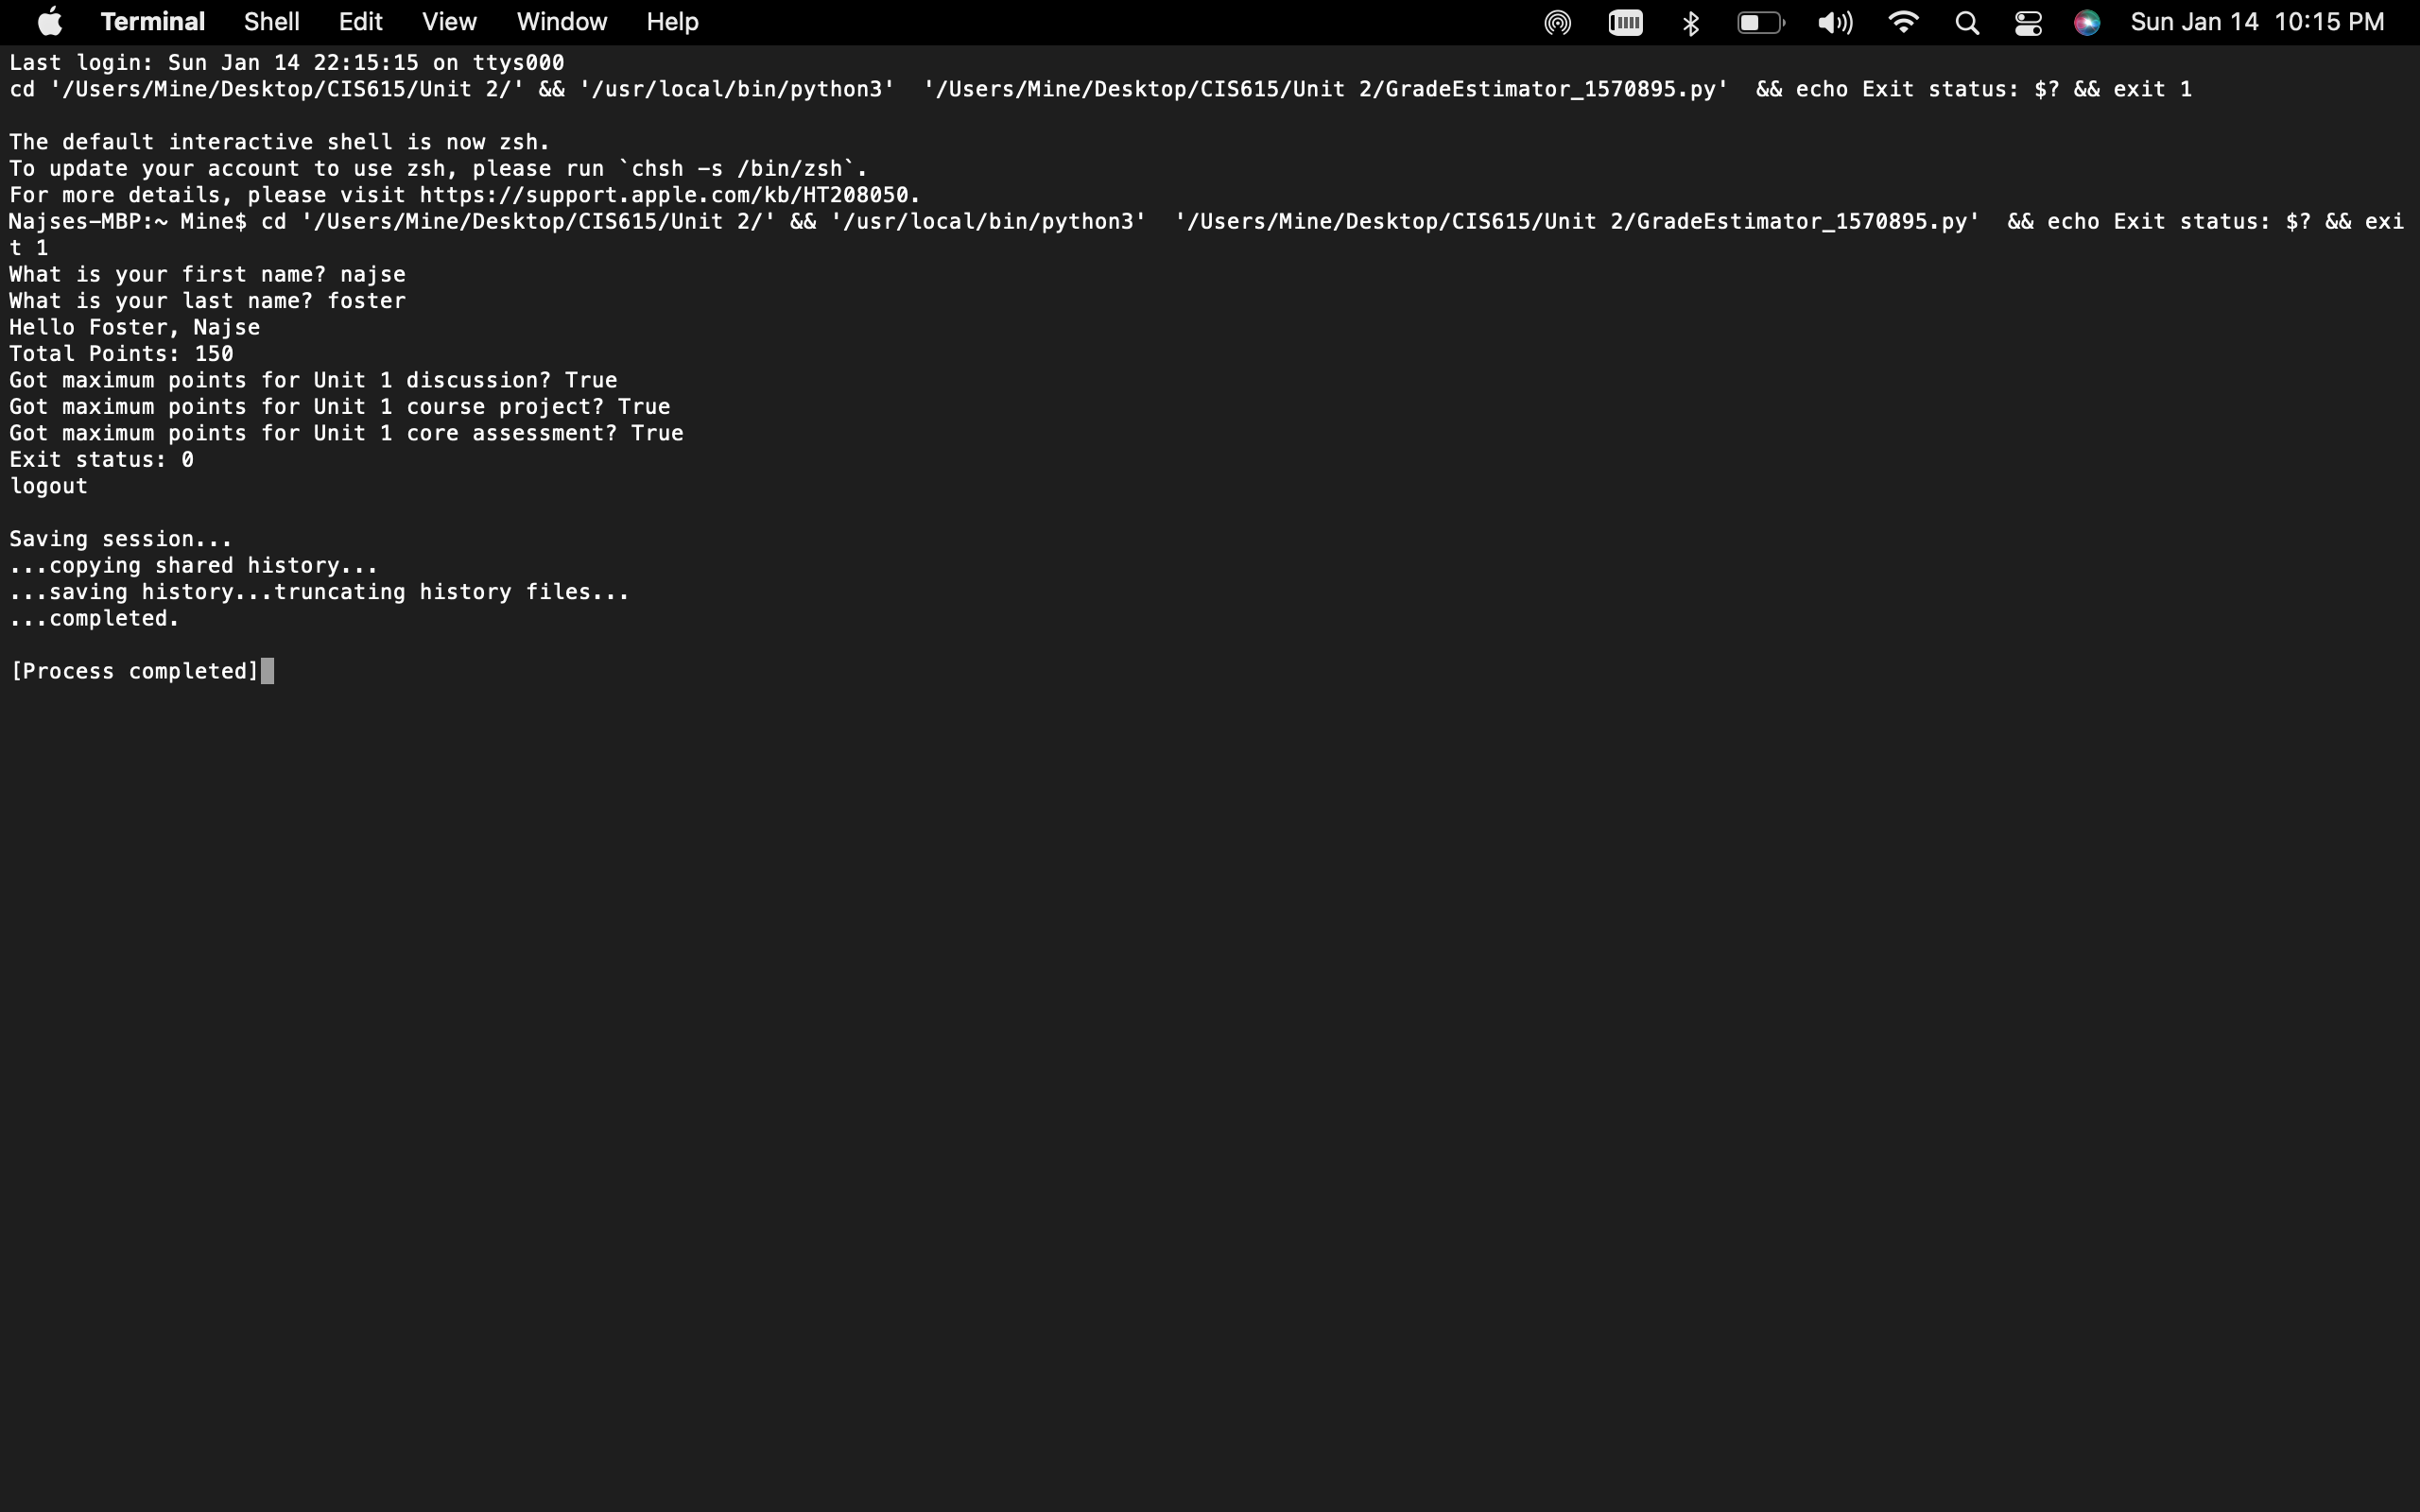 Terminal Shell Edit View Window Help Sun Jan 14 10:15 PM
Last login: Sun Jan 14 22:15:15 on ttys000
cd '/Users/Mine/Desktop/CIS615/Unit 2/' && '/usr/local/bin/python3'  '/Users/Mine/Desktop/CIS615/Unit 2/GradeEstimator_1570895.py'  && echo Exit status: $? && exit 1
The default interactive shell is now zsh.
To update your account to use zsh, please run `chsh -s /bin/zsh`.
For more details, please visit https://support.apple.com/kb/HT208050.
Najses-MBP:~ Mine$ cd '/Users/Mine/Desktop/CIS615/Unit 2/' && '/usr/local/bin/python3'  '/Users/Mine/Desktop/CIS615/Unit 2/GradeEstimator_1570895.py'  && echo Exit status: $? && exi
t 1
What is your first name? najse
What is your last name? foster
Hello Foster, Najse
Total Points: 150
Got maximum points for Unit 1 discussion? True
Got maximum points for Unit 1 course project? True
Got maximum points for Unit 1 core assessment? True
Exit status: 0
logout
Saving session...
...copying shared history...
...saving history...truncating history files...
...completed.
[Process completed]